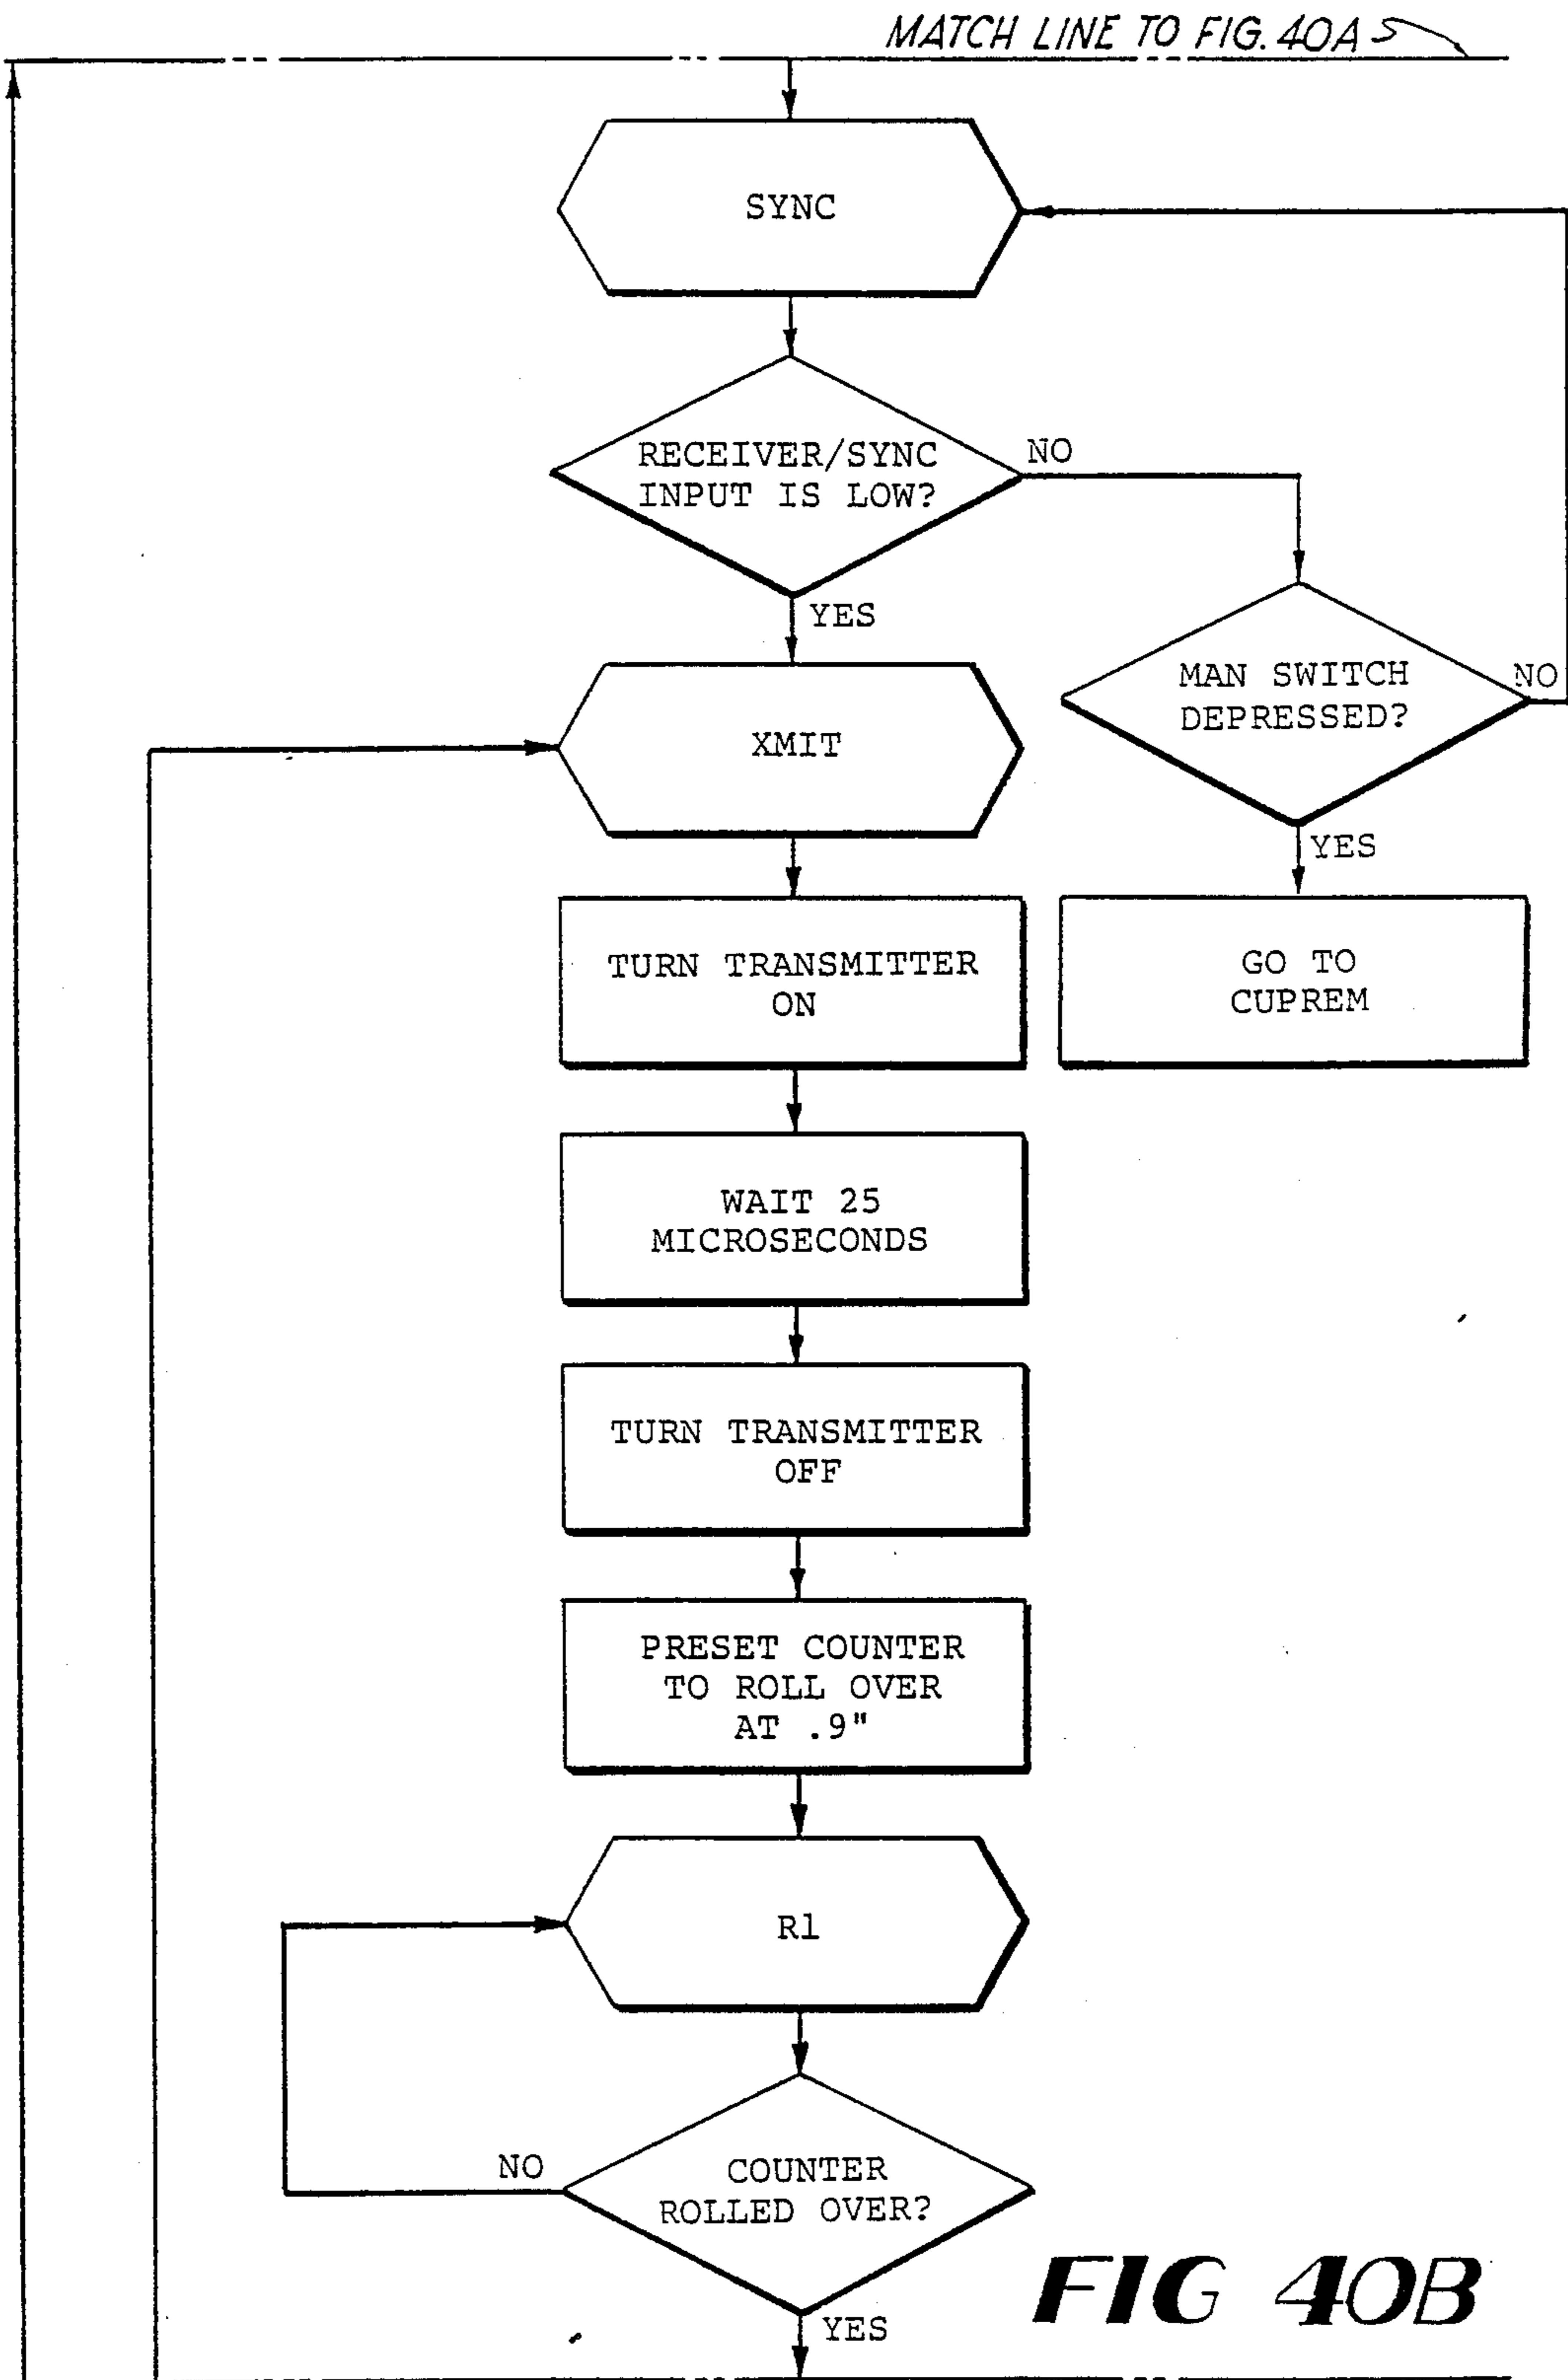 MATCH LINE TO FIG. 40A
SYNC
RECEIVER/SYNC
INPUT IS LOW?
NO
YES
MAN SWITCH
DEPRESSED?
NO
XMIT
YES
TURN TRANSMITTER
ON
GO TO
CUPREM
WAIT 25
MICROSECONDS
TURN TRANSMITTER
OFF
PRESET COUNTER
TO ROLL OVER
AT .9"
R1
NO
COUNTER
ROLLED OVER?
YES
FIG 40B